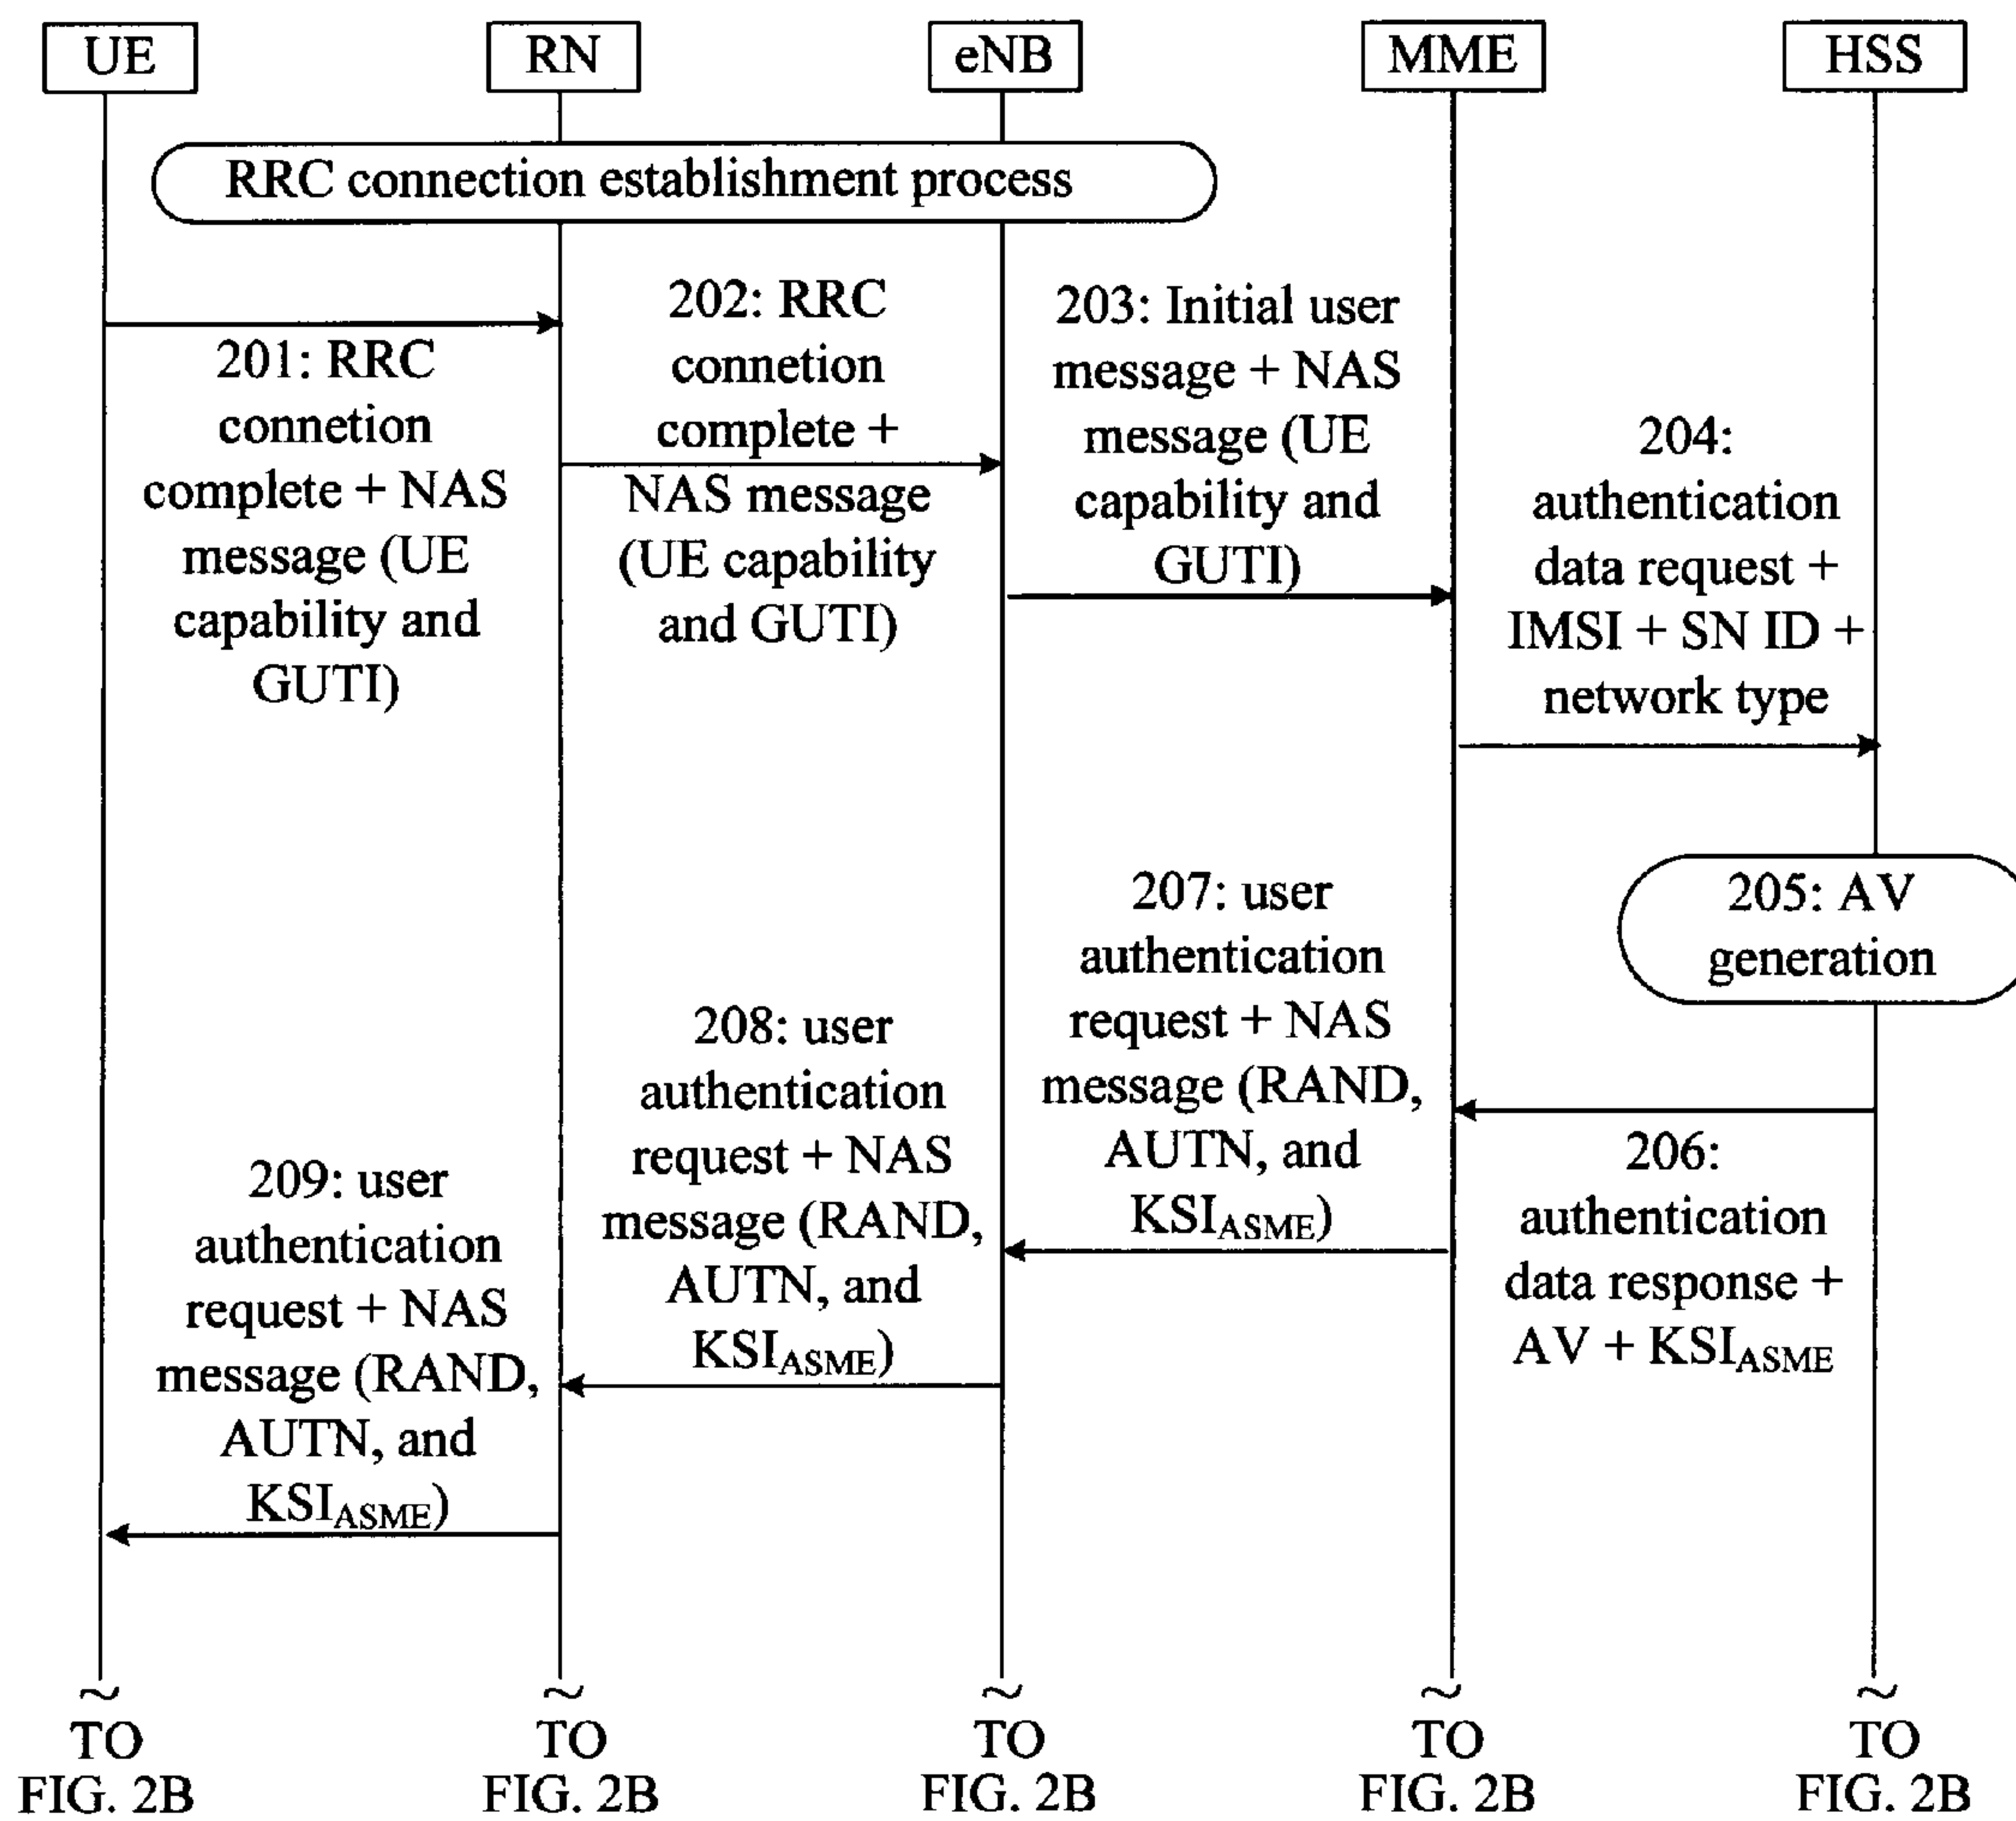 UE
RN
eNB
MME
HSS
RRC connection establishment process
201: RRC
connetion
complete + NAS
message (UE
capability and
GUTI)
202: RRC
connetion
complete +
NAS message
(UE capability
and GUTI)
203: Initial user
message + NAS
message (UE
capability and
GUTI)
204:
authentication
data request +
IMSI + SN ID +
network type
205: AV
generation
206:
authentication
data response +
AV + KSIASME
207: user
authentication
request + NAS
message (RAND,
AUTN, and
KSIASME)
208: user
authentication
request + NAS
message (RAND,
AUTN, and
KSIASME)
209: user
authentication
request + NAS
message (RAND,
AUTN, and
KSIASME)
TO
FIG. 2B
TO
FIG. 2B
TO
FIG. 2B
TO
FIG. 2B
TO
FIG. 2B